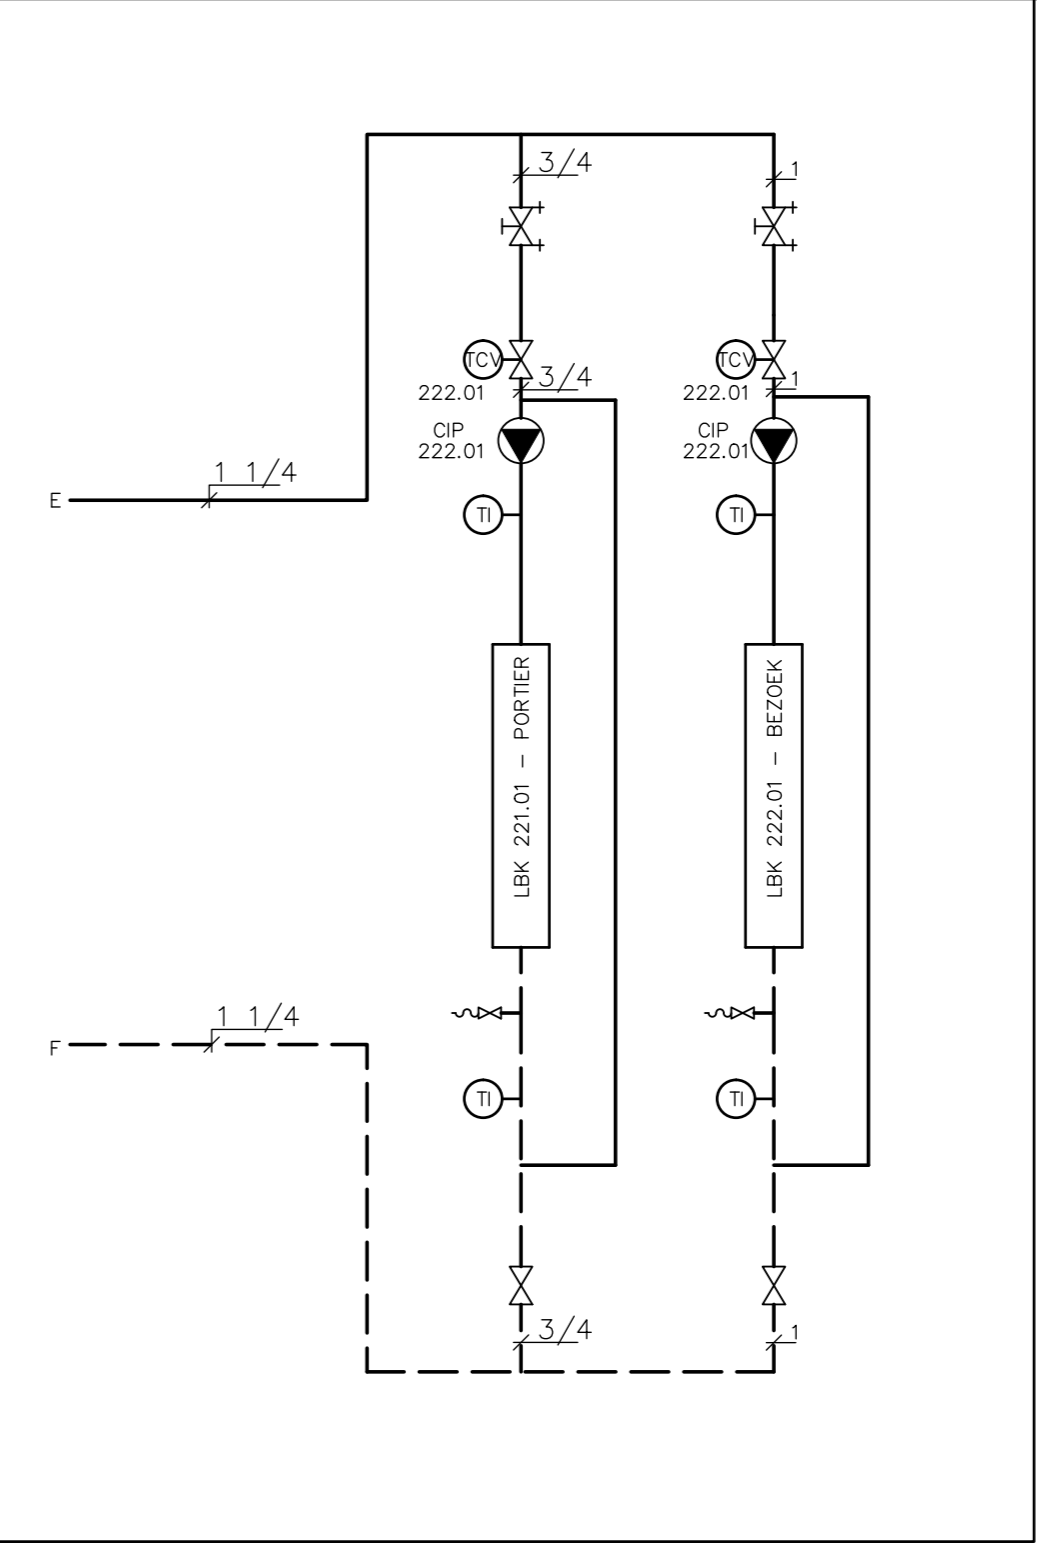 3/4
1
TCV
3/4
222.01
TCV
1
222.01
CIP
222.01
CIP
222.01
1 1/4
E
TI
TI
LBK 221.01 - PORTIER
LBK 222.01 - BEZOEK
1 1/4
F
TI
TI
3/4
1